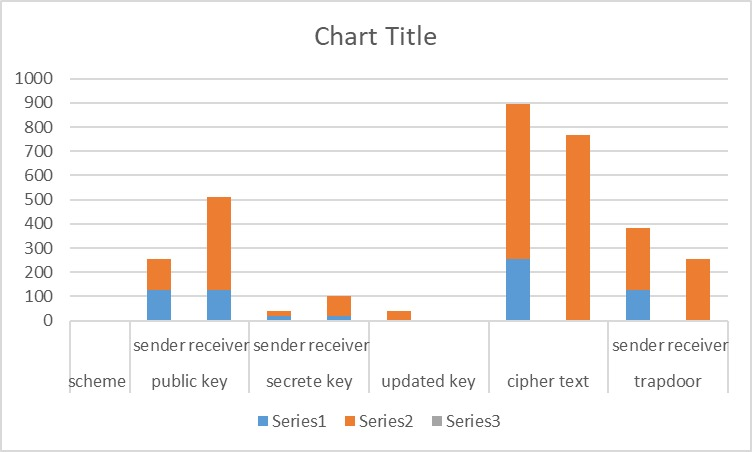 Chart Title
1000
900
800
700
600
500
400
300
200
100
0
sender receiver sender receiver sender receiver
scheme public key secrete key updated key cipher text trapdoor
Series1 Series2 Series3